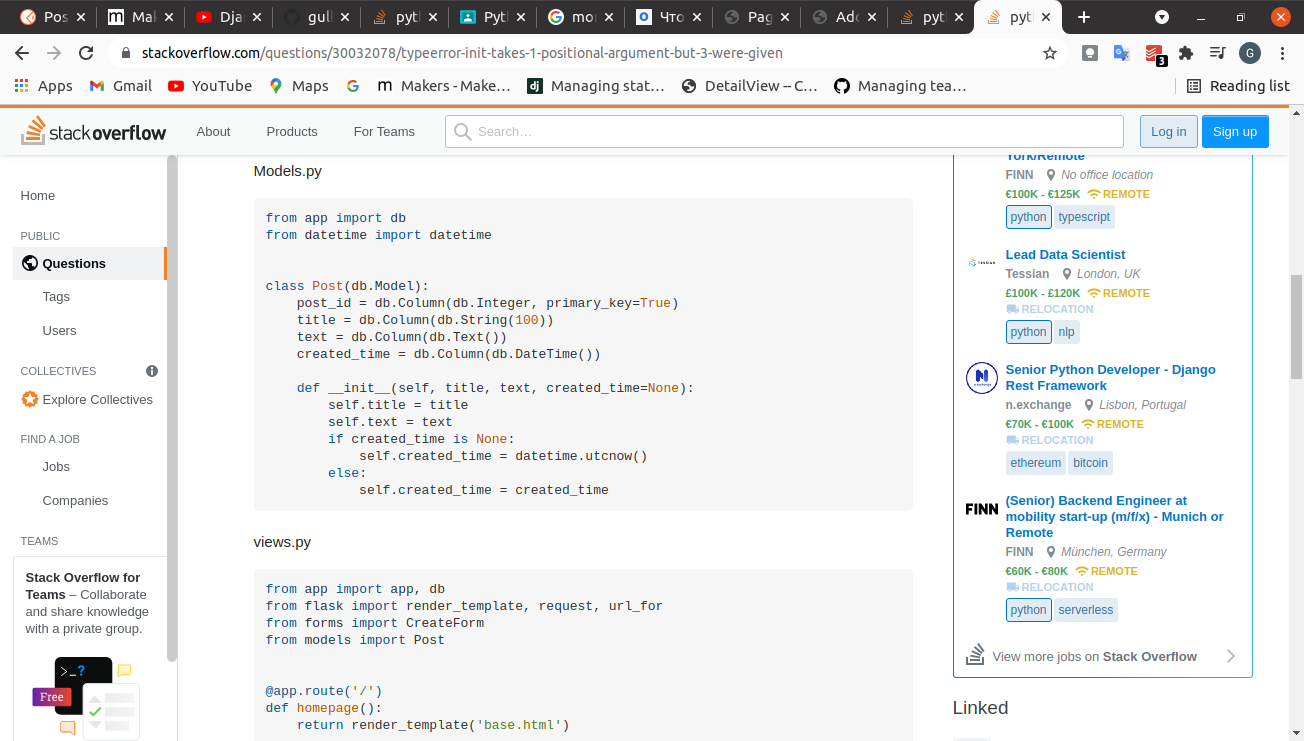 Pos
Mak
Djar
gull
pyth
Pyth
mor
Что
Pag
Add
pyth
pyth
stackoverflow.com/questions/30032078/typeerror-init-takes-1-positional-argument-but-3-were-given
3
G
Apps
Gmail
YouTube
Maps
Makers - Make…
Managing stat…
DetailView -- C…
Managing tea…
Reading list
stackoverflow
About
Products
For Teams
Search…
Log in
Sign up
Home
PUBLIC
Questions
Tags
Users
COLLECTIVES
Explore Collectives
FIND A JOB
Jobs
Companies
TEAMS
Stack Overflow for
Teams – Collaborate
and share knowledge
with a private group.
>_?
Free
Models.py
from app import db
from datetime import datetime
class Post(db.Model):
    post_id = db.Column(db.Integer, primary_key=True)
    title = db.Column(db.String(100))
    text = db.Column(db.Text())
    created_time = db.Column(db.DateTime())
    def __init__(self, title, text, created_time=None):
        self.title = title
        self.text = text
        if created_time is None:
            self.created_time = datetime.utcnow()
        else:
            self.created_time = created_time
views.py
from app import app, db
from flask import render_template, request, url_for
from forms import CreateForm
from models import Post
@app.route('/')
def homepage():
    return render_template('base.html')
York/Remote
FINN No office location
€100K - €125K REMOTE
python typescript
TESSIAN
Lead Data Scientist
Tessian London, UK
£100K - £120K REMOTE
RELOCATION
python nlp
Senior Python Developer - Django
Rest Framework
n.exchange Lisbon, Portugal
€70K - €100K REMOTE
RELOCATION
ethereum bitcoin
FINN
(Senior) Backend Engineer at
mobility start-up (m/f/x) - Munich or
Remote
FINN München, Germany
€60K - €80K REMOTE
RELOCATION
python serverless
View more jobs on Stack Overflow
Linked